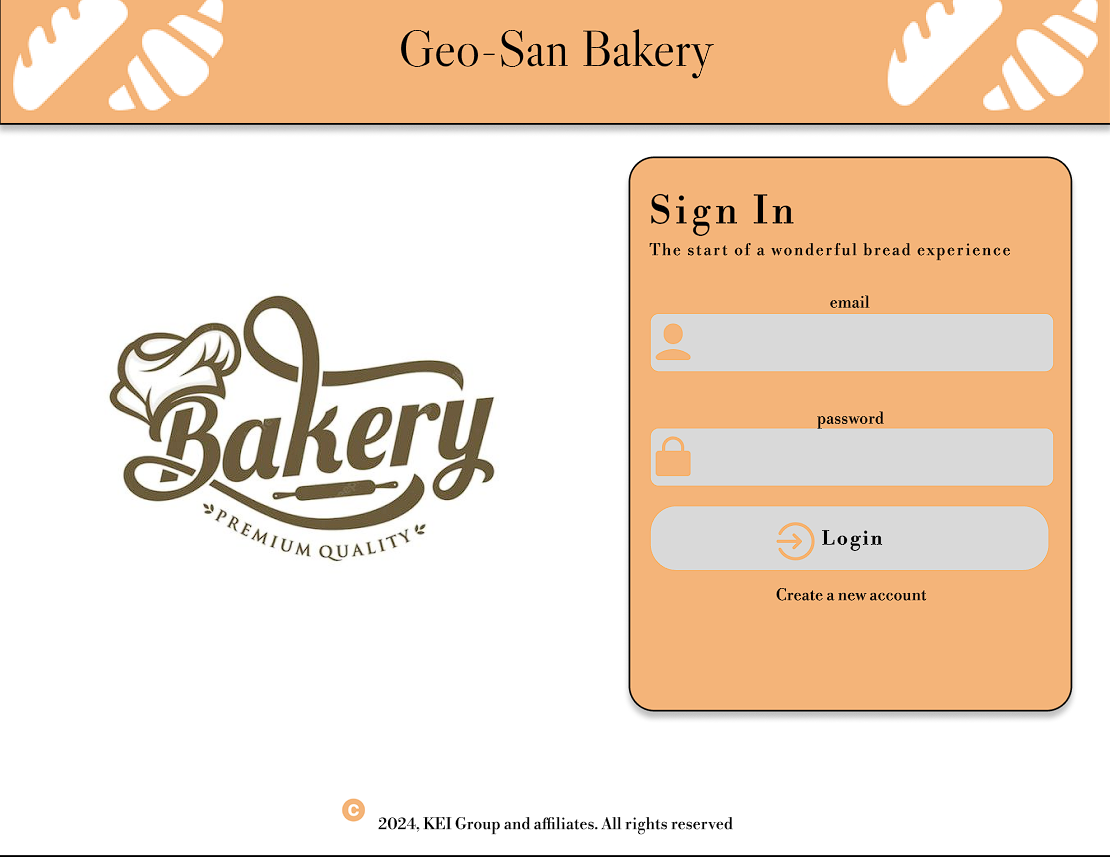 Geo-San Bakery
Sign In
The start of a wonderful bread experience
email
password
Login
Create a new account
Bakery
PREMIUM QUALITY
C
2024, KEI Group and affiliates. All rights reserved